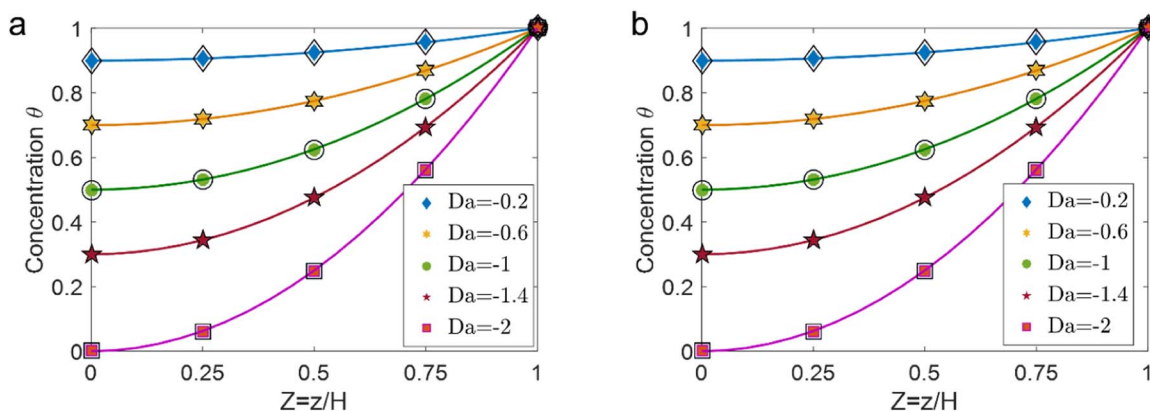 a
Concentration θ
1
0.8
0.6
0.4
0.2
0
0
0.25
0.5
0.75
1
Z=z/H
Da=-0.2
Da=-0.6
Da=-1
Da=-1.4
Da=-2
b
Concentration θ
1
0.8
0.6
0.4
0.2
0
0
0.25
0.5
0.75
1
Z=z/H
Da=-0.2
Da=-0.6
Da=-1
Da=-1.4
Da=-2